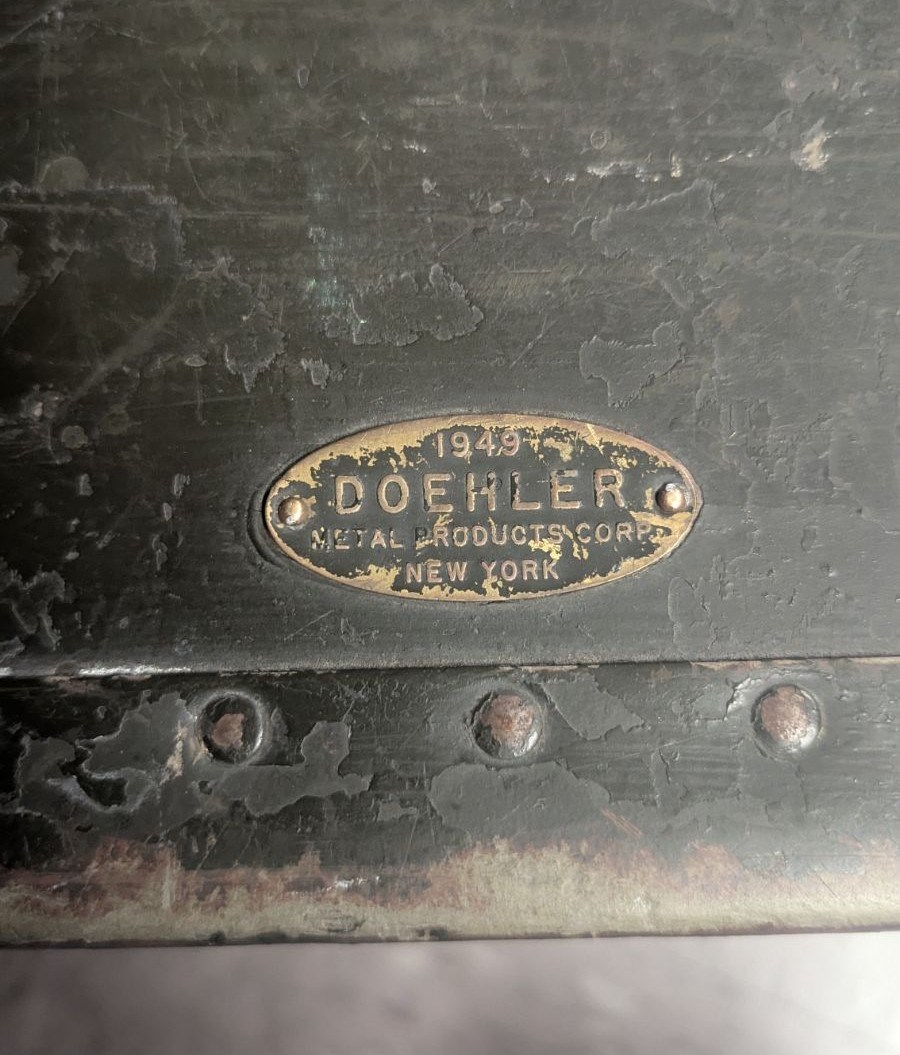 1949
DOEHLER
METAL PRODUCTS CORP.
NEW YORK